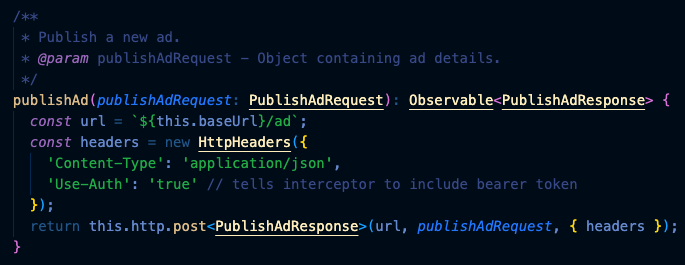 /**
 * Publish a new ad.
 * @param publishAdRequest - Object containing ad details.
 */
publishAd(publishAdRequest: PublishAdRequest): Observable<PublishAdResponse> {
  const url = `${this.baseUrl}/ad`;
  const headers = new HttpHeaders({
    'Content-Type': 'application/json',
    'Use-Auth': 'true' // tells interceptor to include bearer token
  });
  return this.http.post<PublishAdResponse>(url, publishAdRequest, { headers });
}